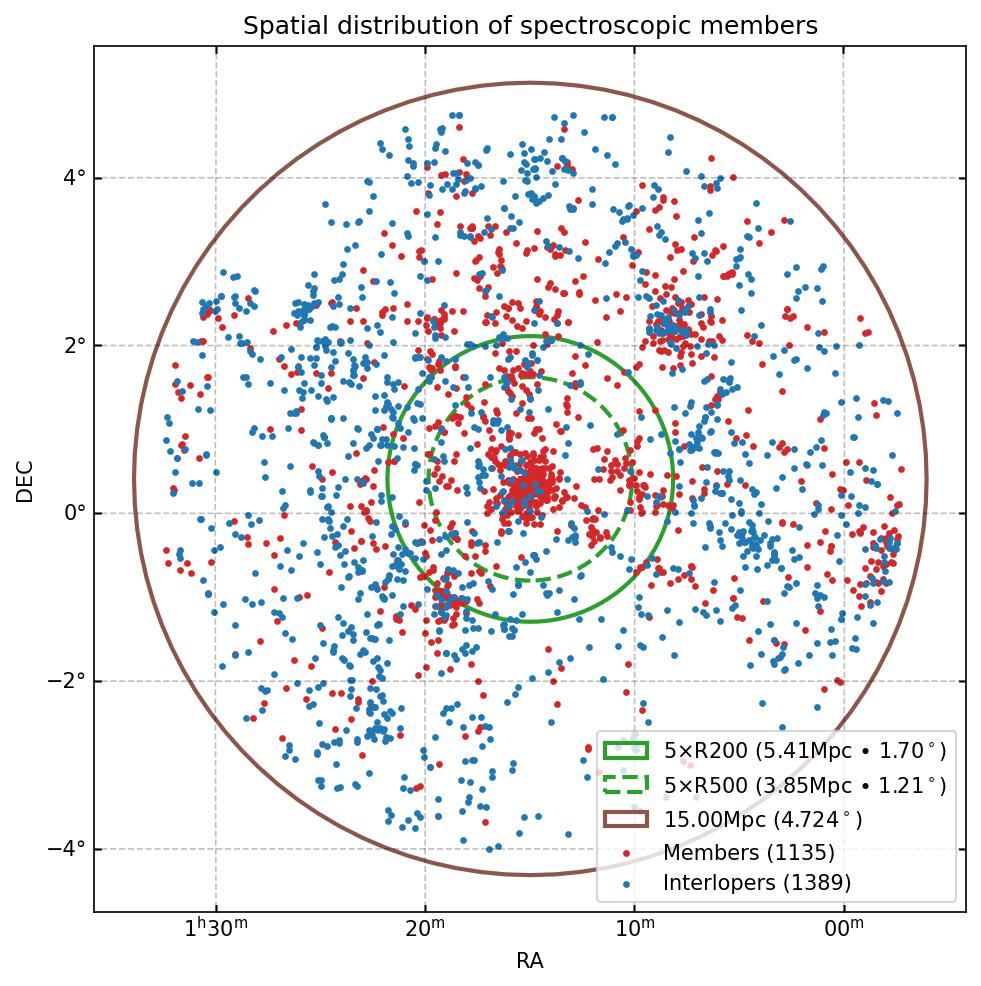 Spatial distribution of spectroscopic members
4°
2°
0°
−2°
−4°
DEC
5×R200 (5.41Mpc • 1.70°)
5×R500 (3.85Mpc • 1.21°)
15.00Mpc (4.724°)
Members (1135)
Interlopers (1389)
1ʰ30ᵐ 20ᵐ 10ᵐ 00ᵐ
RA